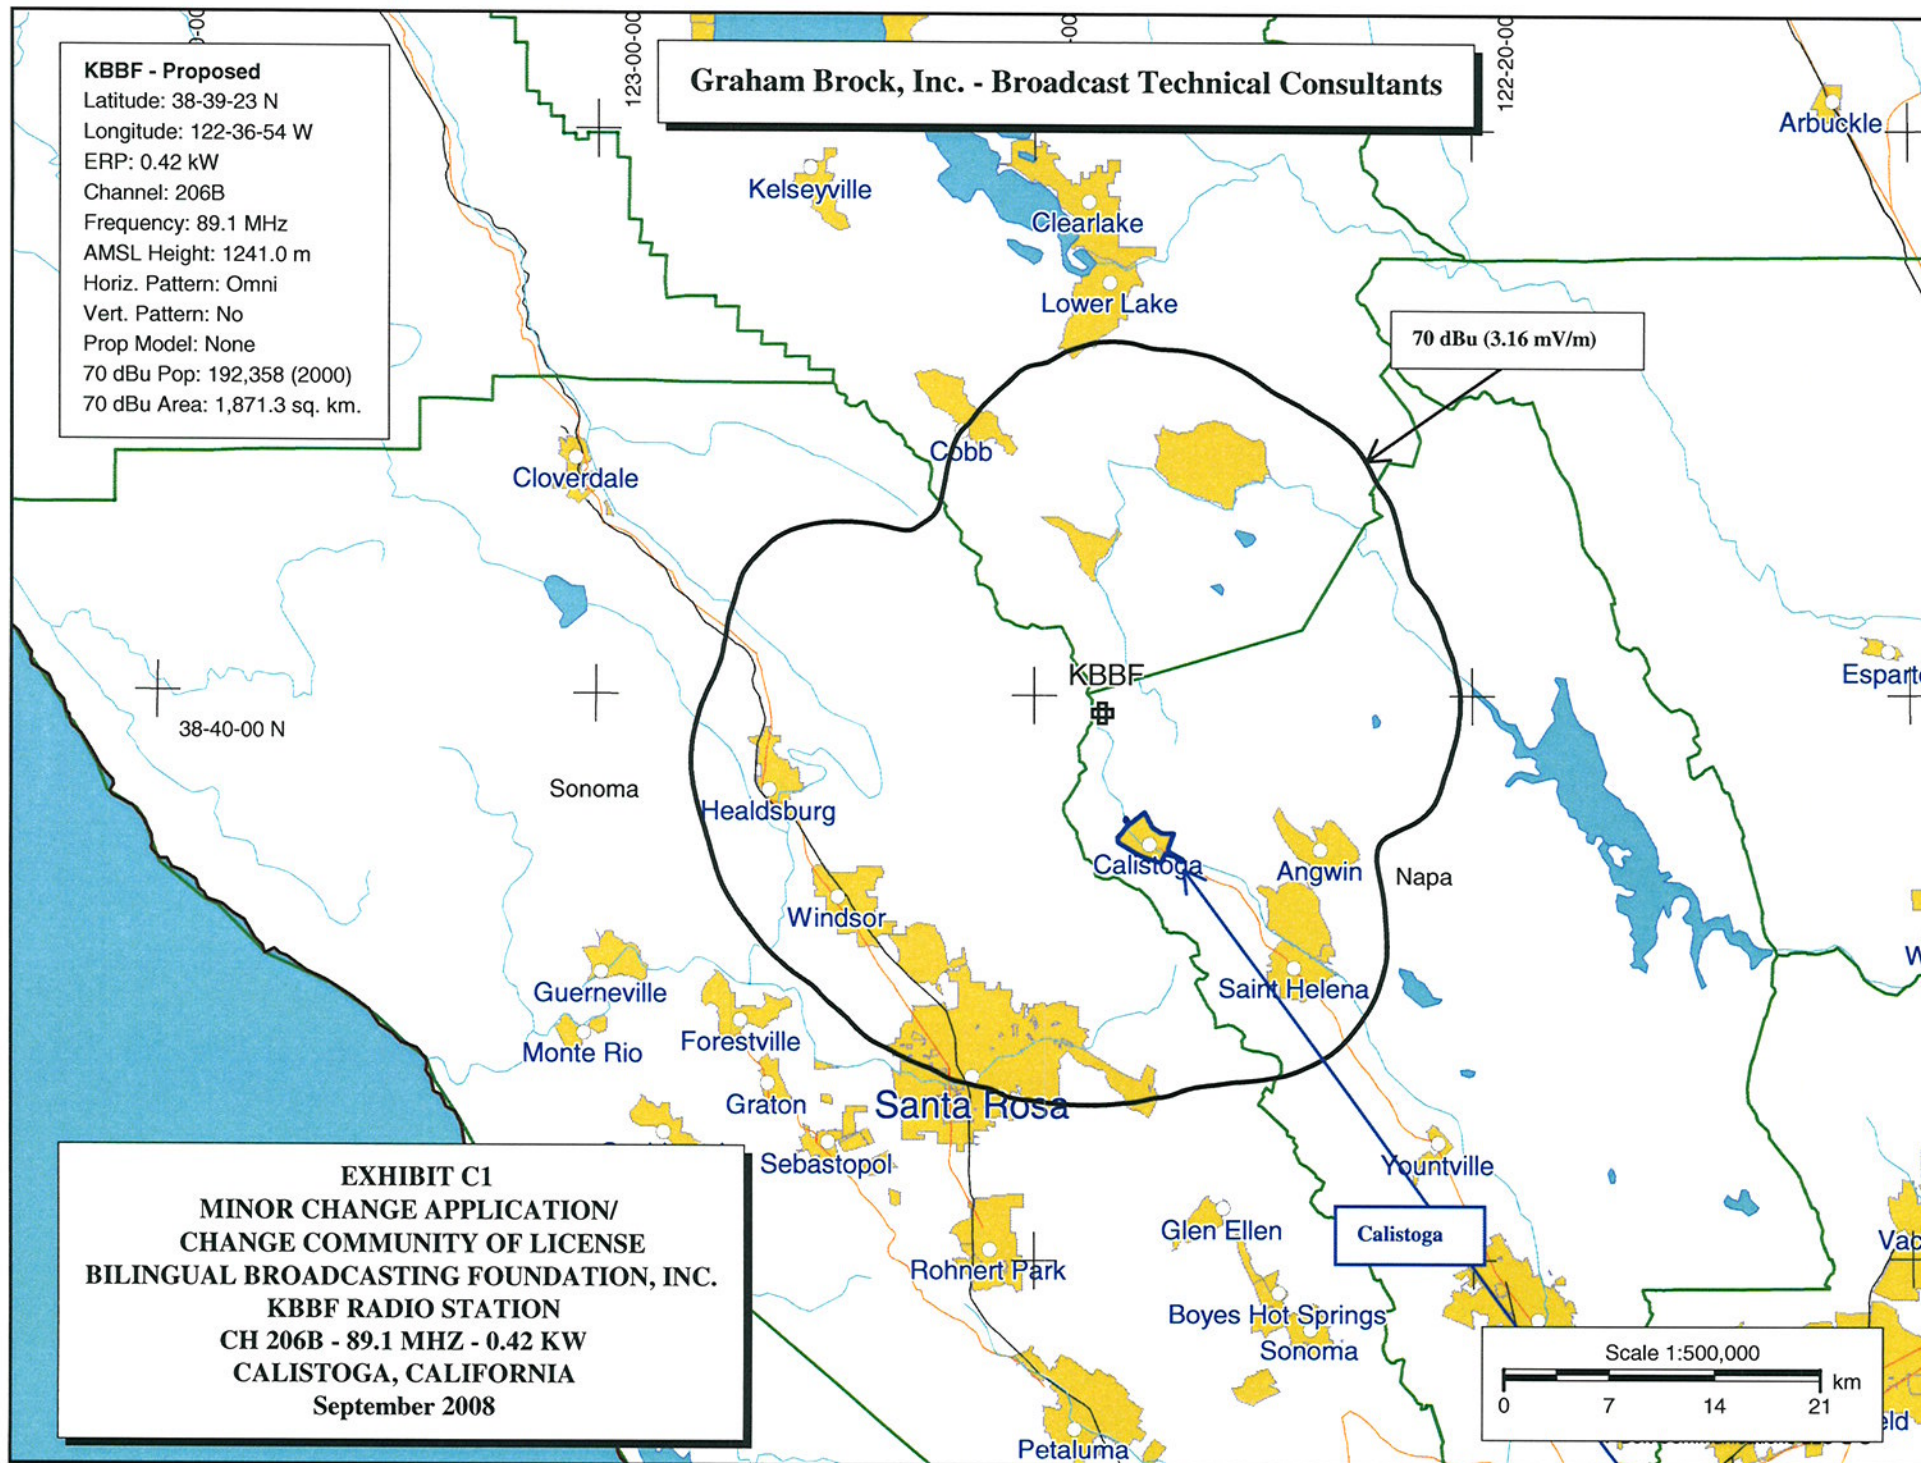 KBBF - Proposed
Latitude: 38-39-23 N
Longitude: 122-36-54 W
ERP: 0.42 kW
Channel: 206B
Frequency: 89.1 MHz
AMSL Height: 1241.0 m
Horiz. Pattern: Omni
Vert. Pattern: No
Prop Model: None
70 dBu Pop: 192,358 (2000)
70 dBu Area: 1,871.3 sq. km.
123-00-00
Graham Brock, Inc. - Broadcast Technical Consultants
122-20-00
Arbuckle
Kelseyville
Clearlake
Lower Lake
70 dBu (3.16 mV/m)
Cobb
Cloverdale
KBBF
38-40-00 N
Sonoma
Healdsburg
Calistoga
Angwin
Napa
Windsor
Guerneville
Saint Helena
Forestville
Monte Rio
Graton
Santa Rosa
Sebastopol
Yountville
Glen Ellen
Calistoga
Rohnert Park
Boyes Hot Springs
Sonoma
Petaluma
EXHIBIT C1
MINOR CHANGE APPLICATION/
CHANGE COMMUNITY OF LICENSE
BILINGUAL BROADCASTING FOUNDATION, INC.
KBBF RADIO STATION
CH 206B - 89.1 MHZ - 0.42 KW
CALISTOGA, CALIFORNIA
September 2008
Scale 1:500,000
km
0 7 14 21